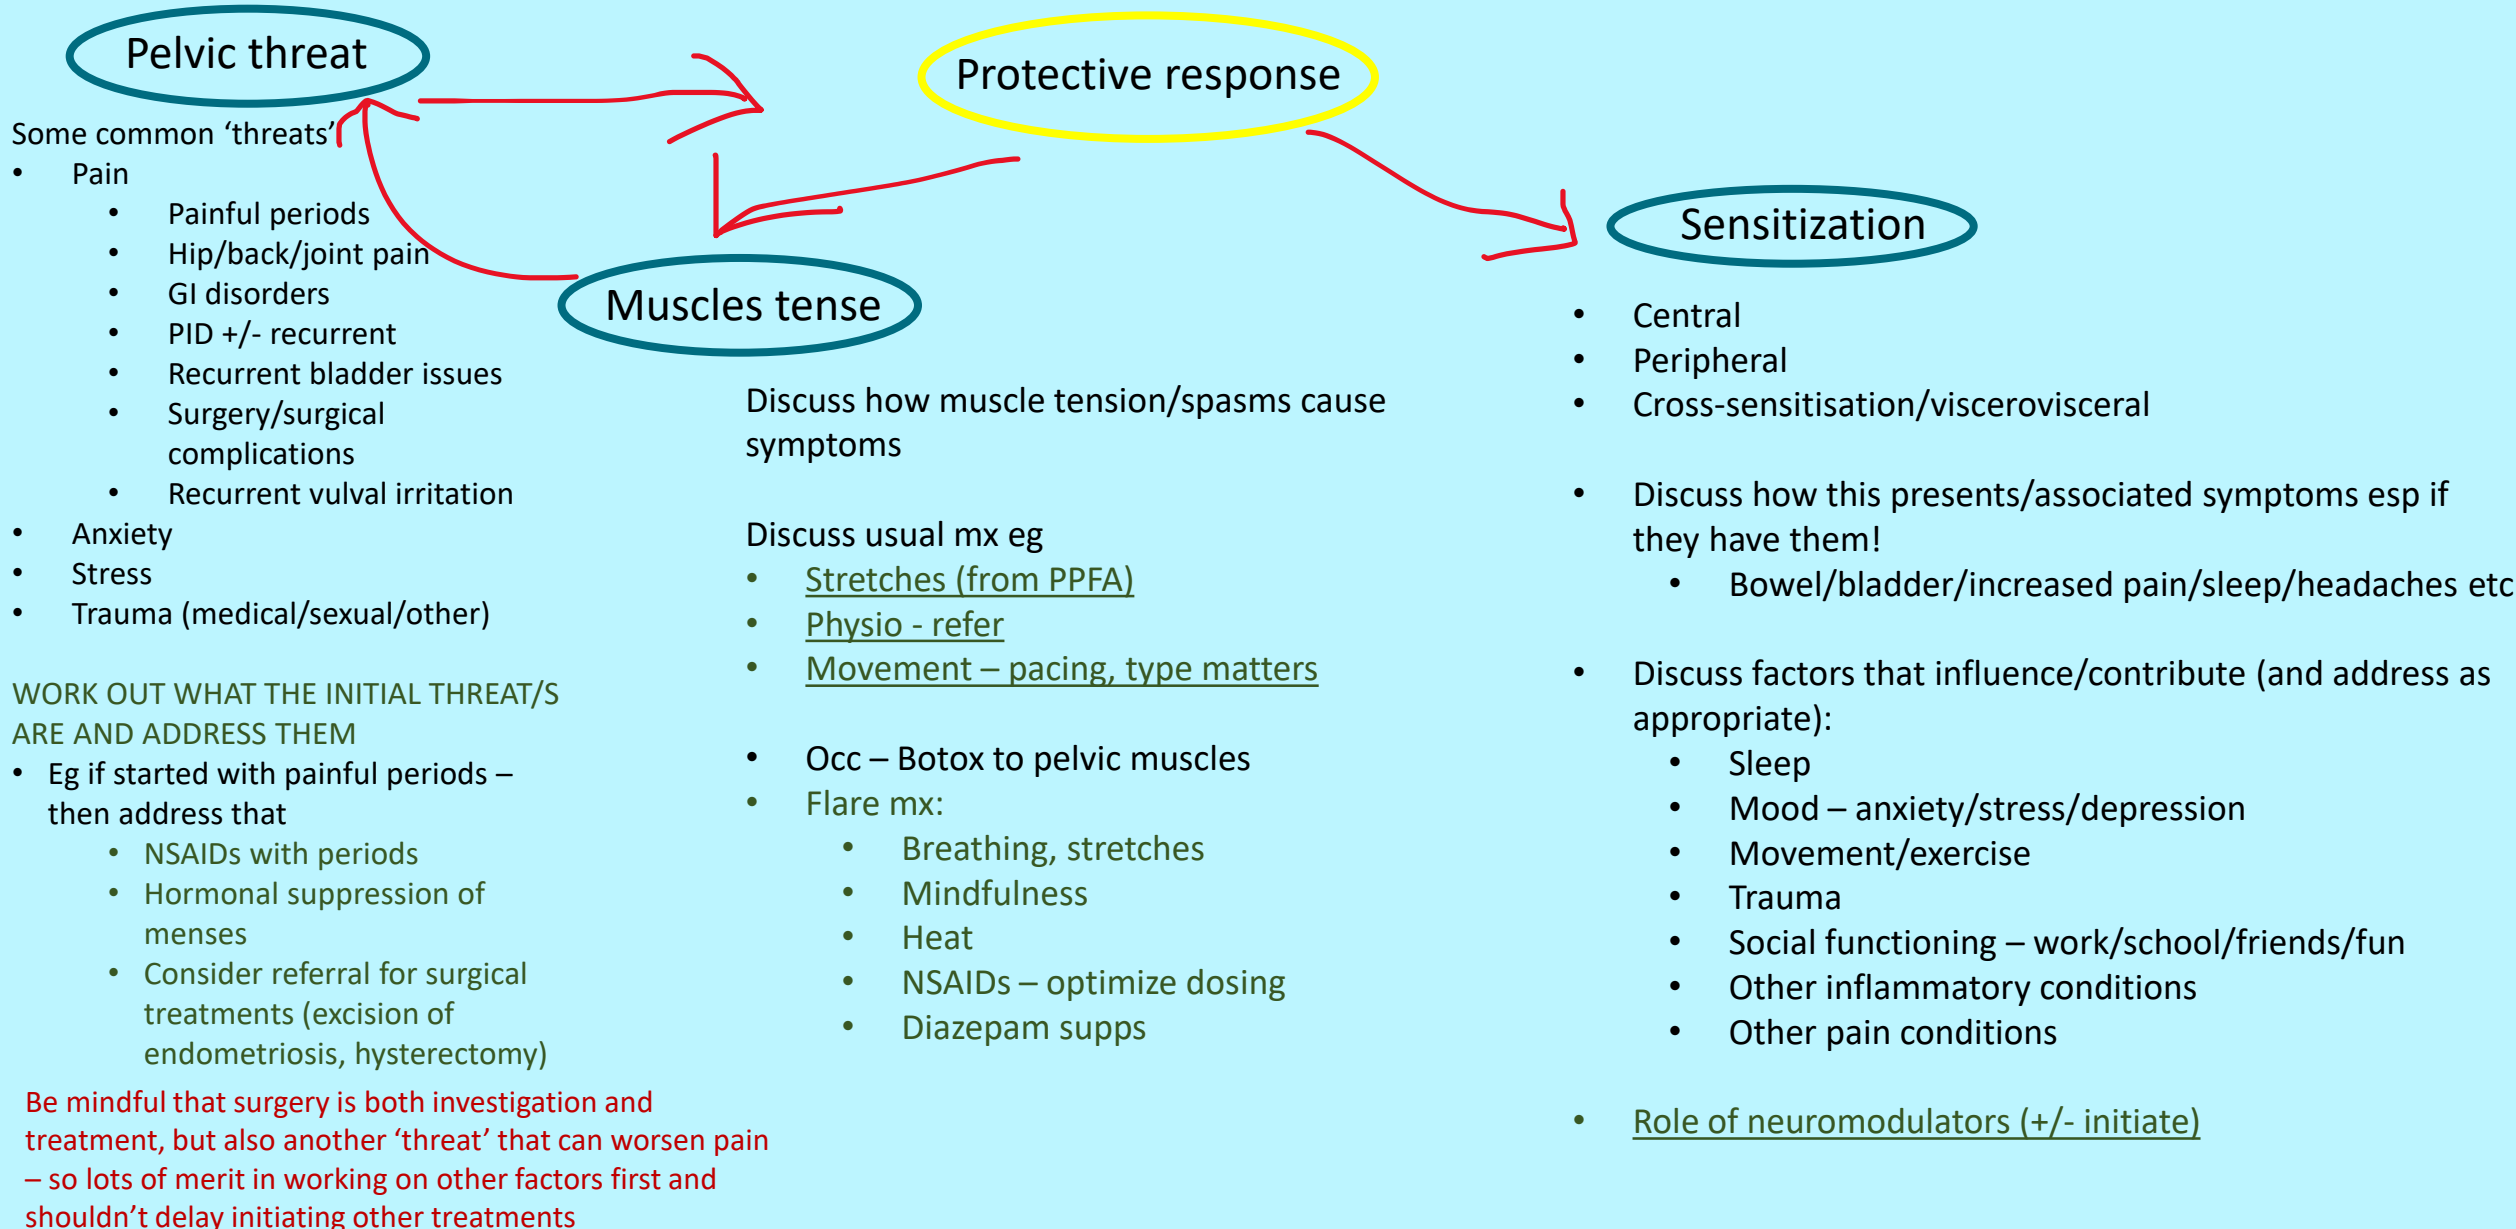 Pelvic threat
Protective response
Some common ‘threats’
• Pain
• Painful periods
• Hip/back/joint pain
• GI disorders
• PID +/- recurrent
• Recurrent bladder issues
• Surgery/surgical
complications
• Recurrent vulval irritation
• Anxiety
• Stress
• Trauma (medical/sexual/other)
WORK OUT WHAT THE INITIAL THREAT/S
ARE AND ADDRESS THEM
• Eg if started with painful periods –
then address that
• NSAIDs with periods
• Hormonal suppression of
menses
• Consider referral for surgical
treatments (excision of
endometriosis, hysterectomy)
Be mindful that surgery is both investigation and
treatment, but also another ‘threat’ that can worsen pain
– so lots of merit in working on other factors first and
shouldn’t delay initiating other treatments
Muscles tense
Discuss how muscle tension/spasms cause
symptoms
Discuss usual mx eg
• Stretches (from PPFA)
• Physio - refer
• Movement – pacing, type matters
• Occ – Botox to pelvic muscles
• Flare mx:
• Breathing, stretches
• Mindfulness
• Heat
• NSAIDs – optimize dosing
• Diazepam supps
Sensitization
• Central
• Peripheral
• Cross-sensitisation/viscerovisceral
• Discuss how this presents/associated symptoms esp if
they have them!
• Bowel/bladder/increased pain/sleep/headaches etc
• Discuss factors that influence/contribute (and address as
appropriate):
• Sleep
• Mood – anxiety/stress/depression
• Movement/exercise
• Trauma
• Social functioning – work/school/friends/fun
• Other inflammatory conditions
• Other pain conditions
• Role of neuromodulators (+/- initiate)